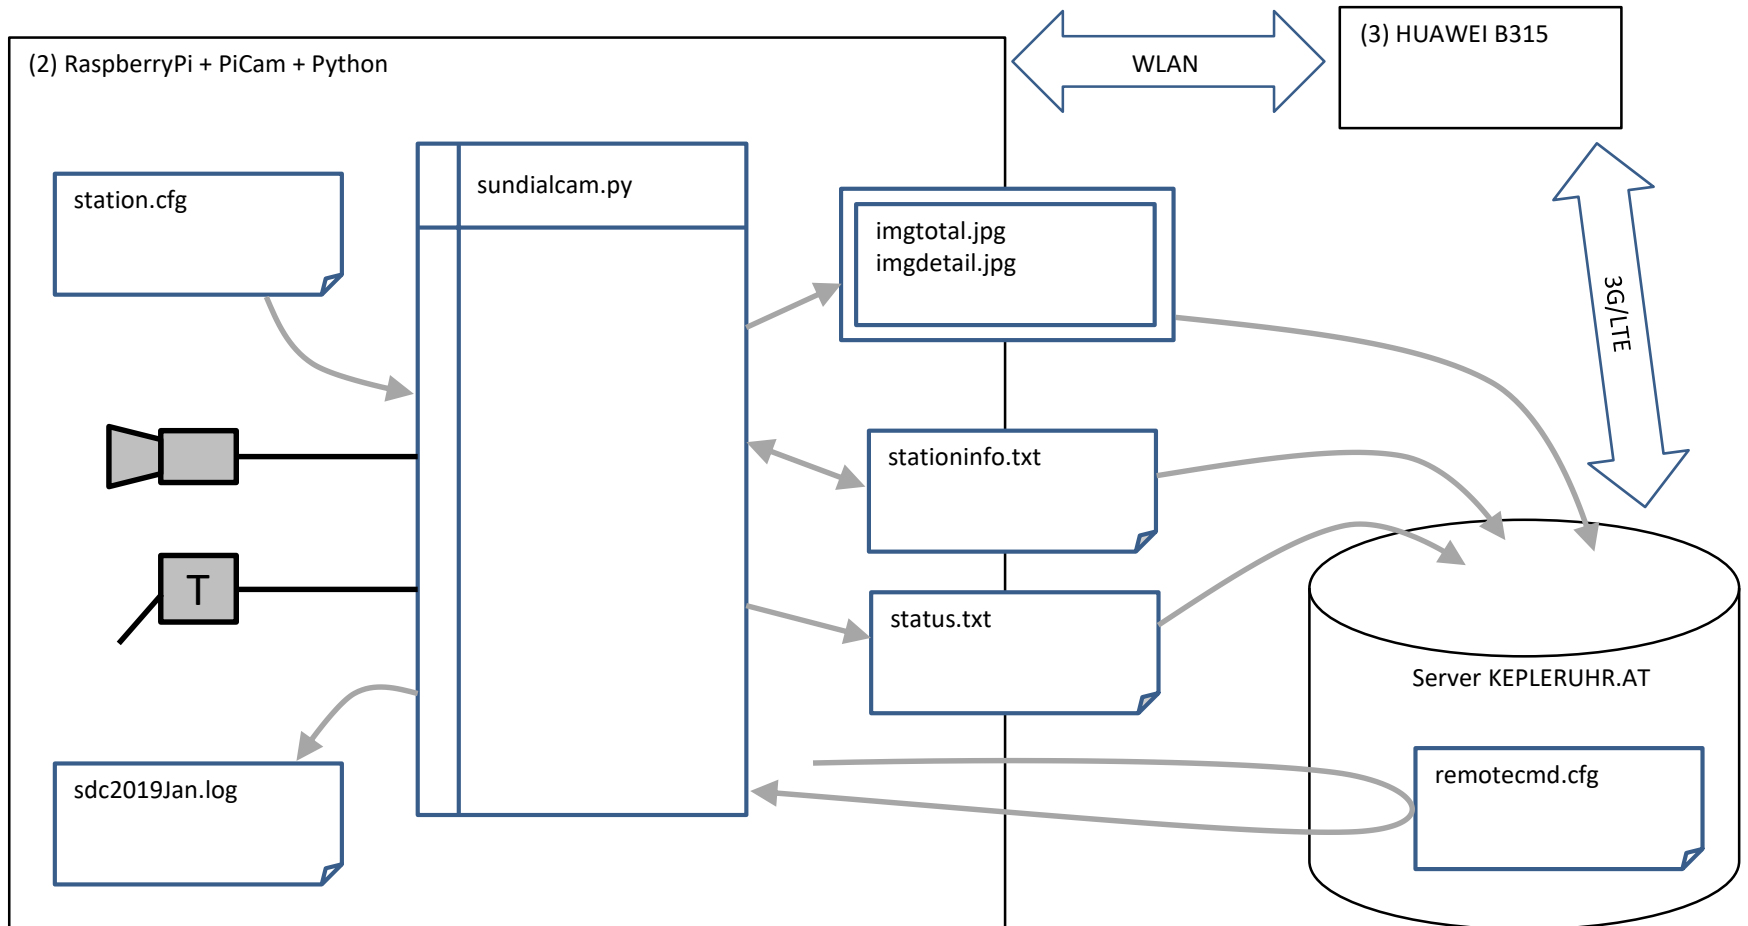 (3) HUAWEI B315
(2) RaspberryPi + PiCam + Python
WLAN
sundialcam.py
station.cfg
imgtotal.jpg
imgdetail.jpg
3G/LTE
stationinfo.txt
T
status.txt
Server KEPLERUHR.AT
sdc2019Jan.log
remotecmd.cfg